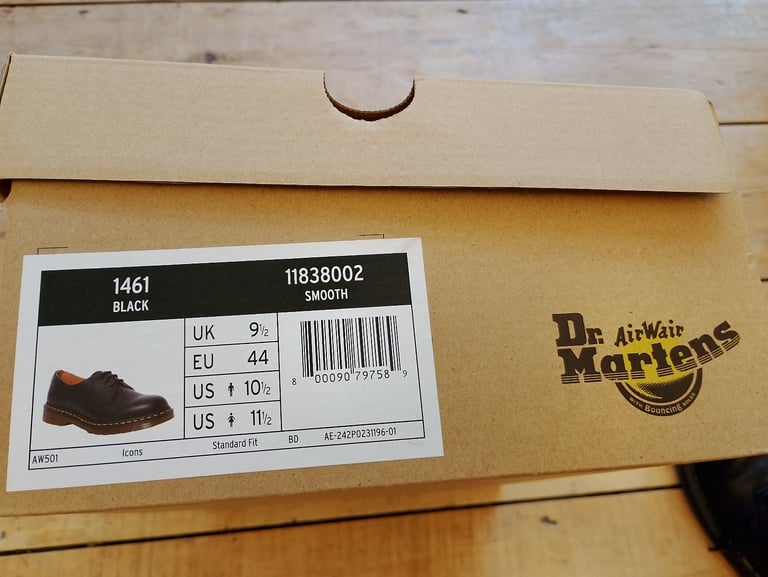 1461
BLACK
11838002
SMOOTH
UK 9½
EU 44
US 10½
US 11½
8 00090 79758 9
AW501 Icons Standard Fit BD AE-242P0231196-01
Dr. AirWair
Martens
WITH Bouncing SOLES